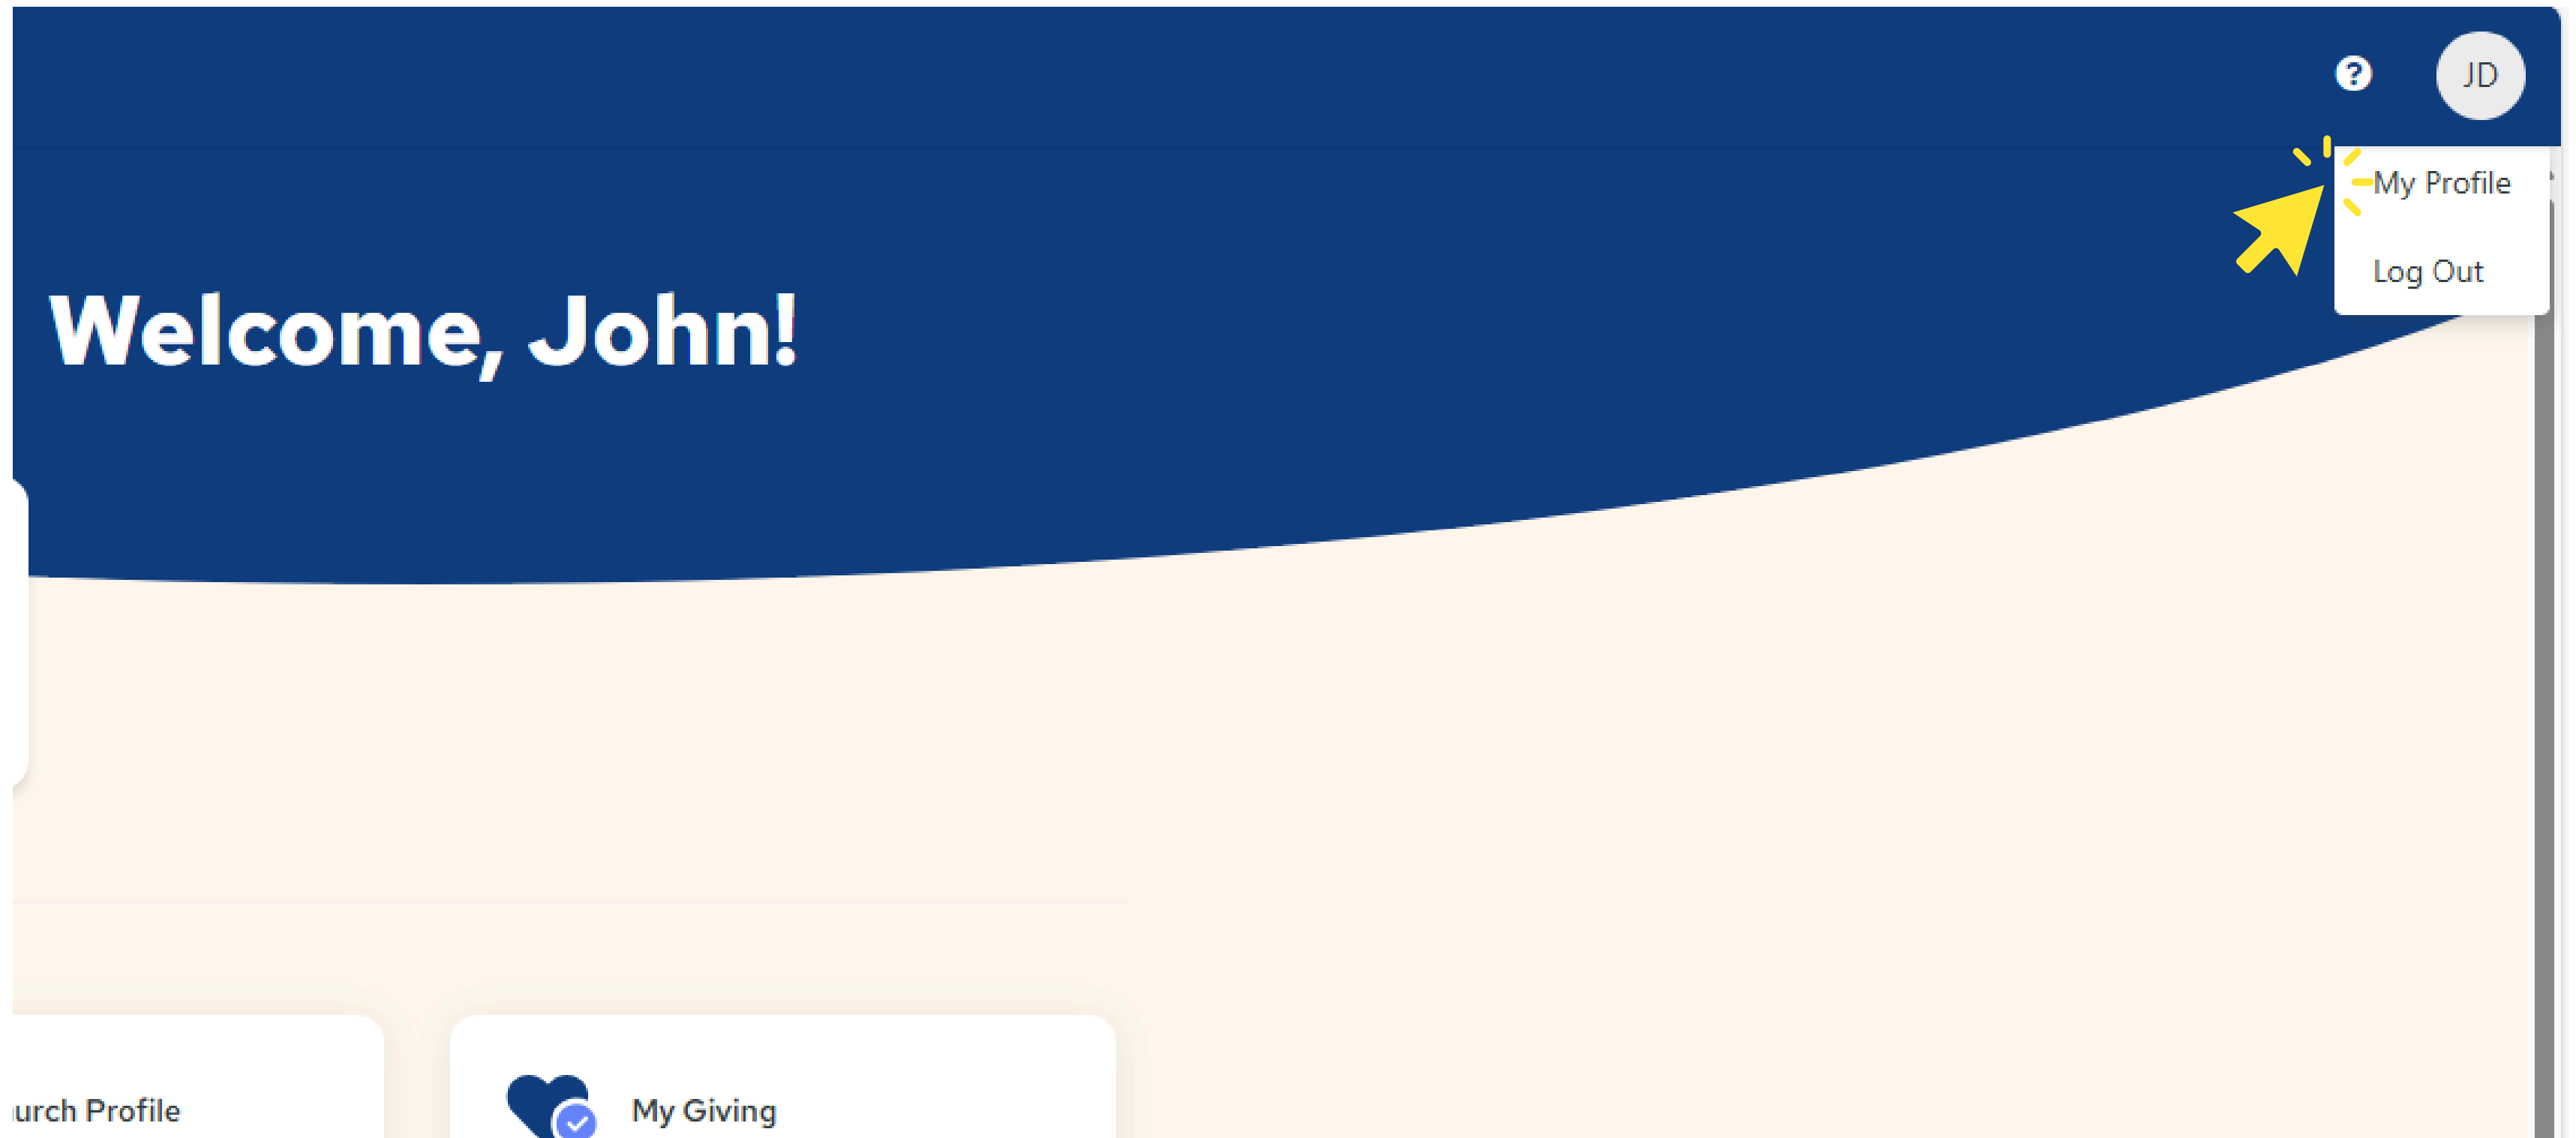 ?
JD
My Profile
Log Out
Welcome, John!
urch Profile
My Giving